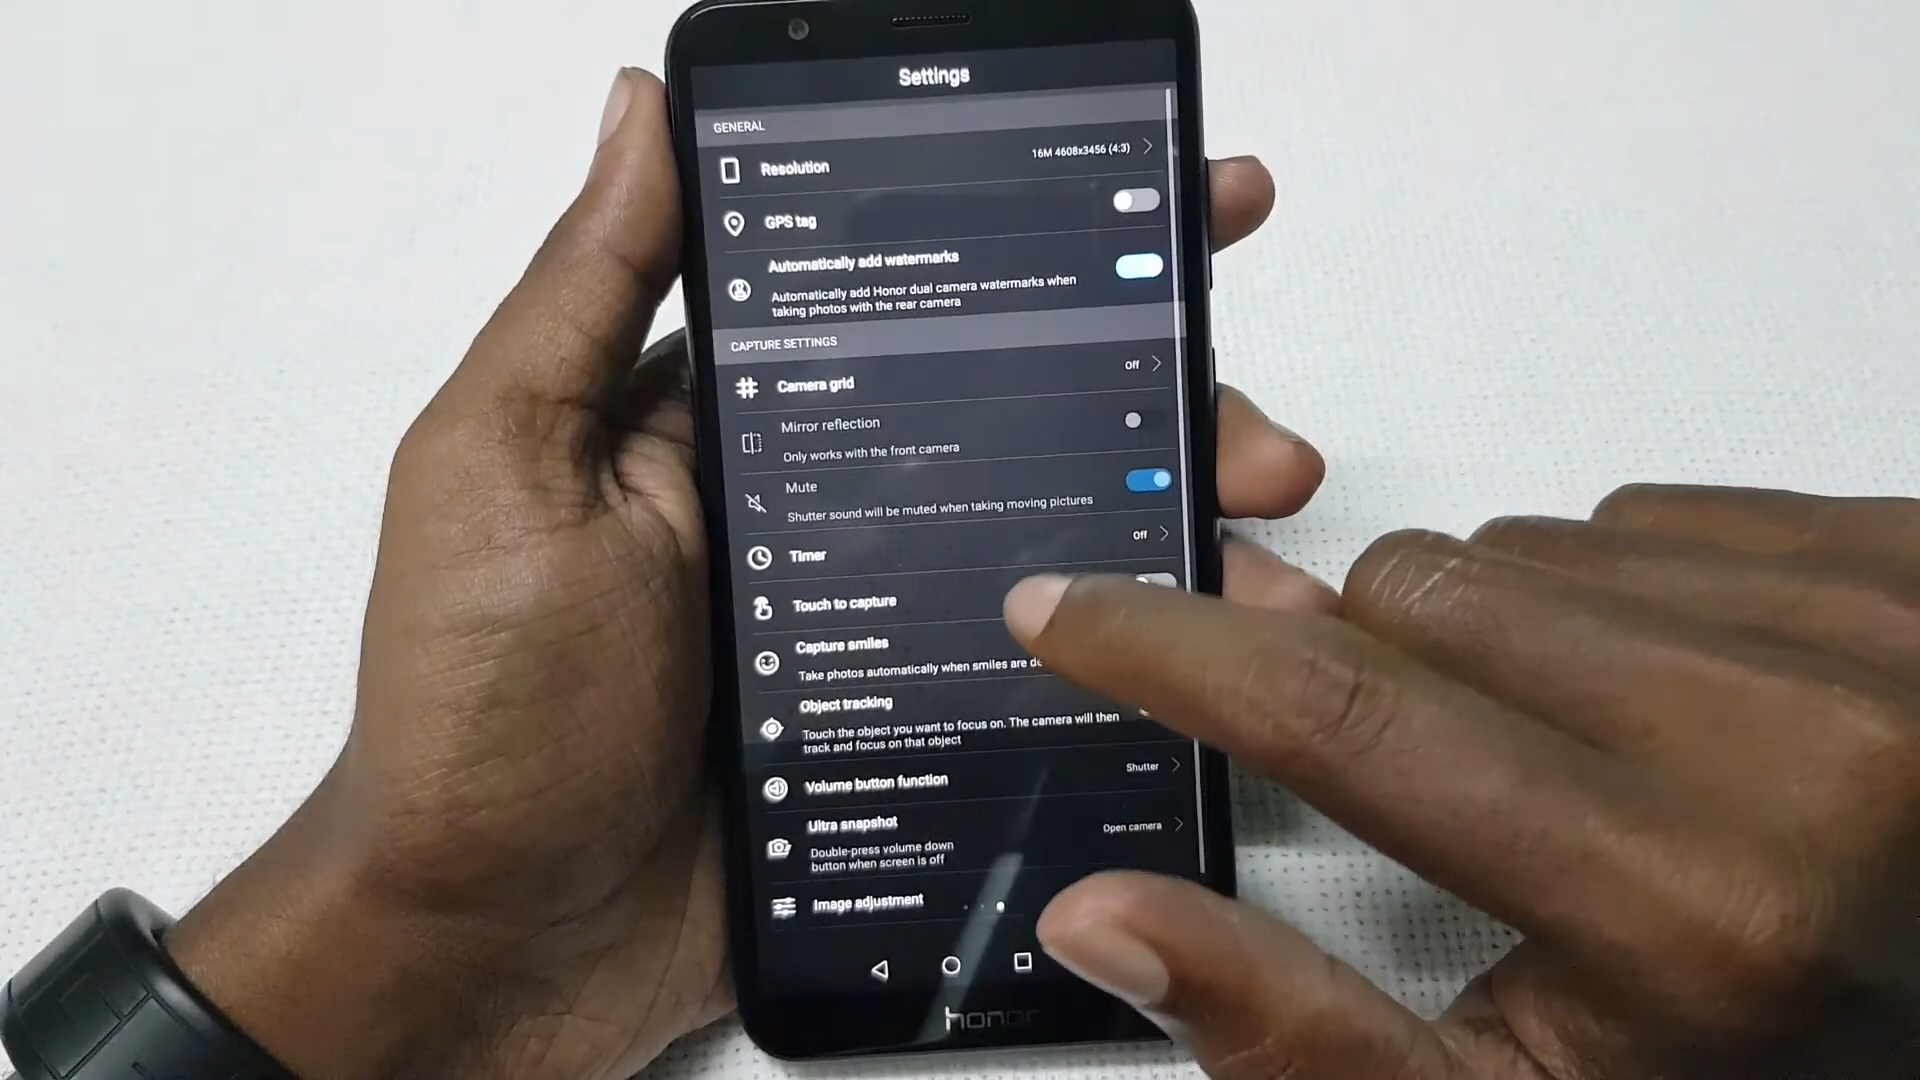 Settings
GENERAL
Resolution
16M 4608x3456 (4:3)
GPS tag
Automatically add watermarks
Automatically add Honor dual camera watermarks when
taking photos with the rear camera
CAPTURE SETTINGS
Camera grid
Off
Mirror reflection
Only works with the front camera
Mute
Shutter sound will be muted when taking moving pictures
Timer
Off
Touch to capture
Capture smiles
Take photos automatically when smiles are
Object tracking
Touch the object you want to focus on. The camera will then
track and focus on that object
Volume button function
Shutter
Ultra snapshot
Open camera
Double-press volume down
button when screen is off
Image adjustment
honor